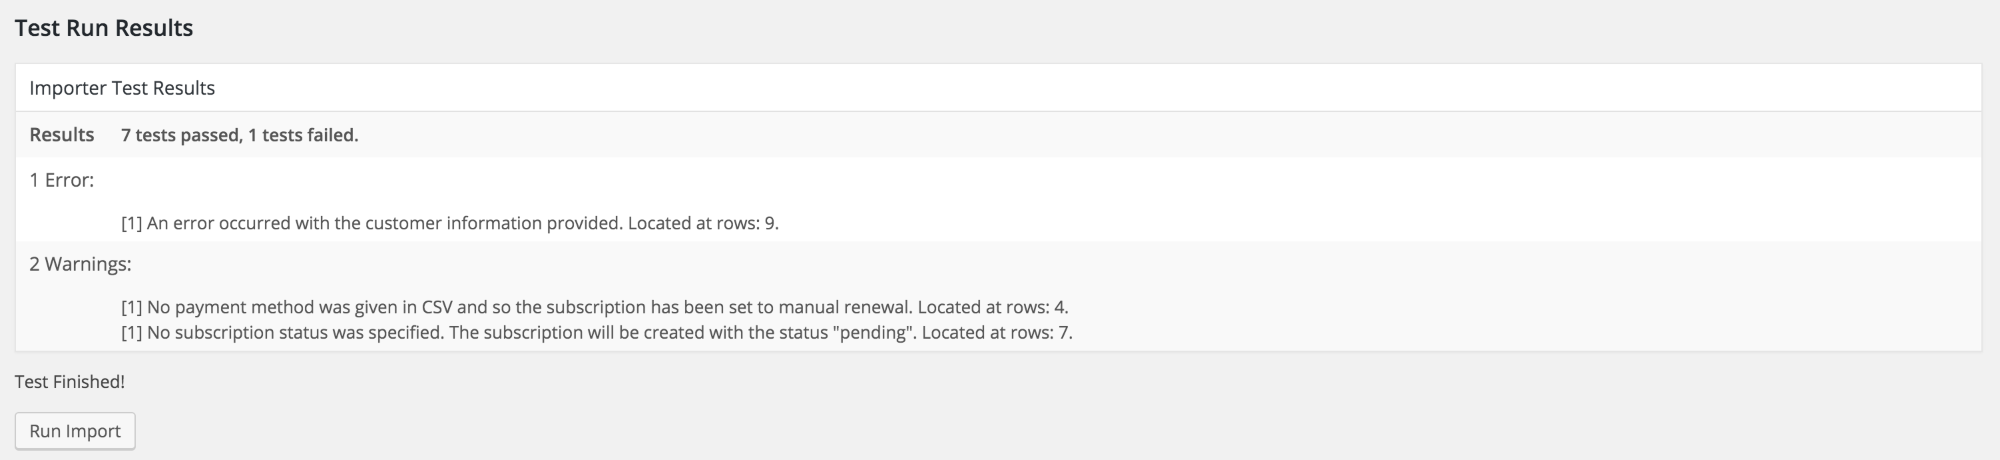 Test Run Results
Importer Test Results
Results 7 tests passed, 1 tests failed.
1 Error:
[1] An error occurred with the customer information provided. Located at rows: 9.
2 Warnings:
[1] No payment method was given in CSV and so the subscription has been set to manual renewal. Located at rows: 4.
[1] No subscription status was specified. The subscription will be created with the status "pending". Located at rows: 7.
Test Finished!
Run Import